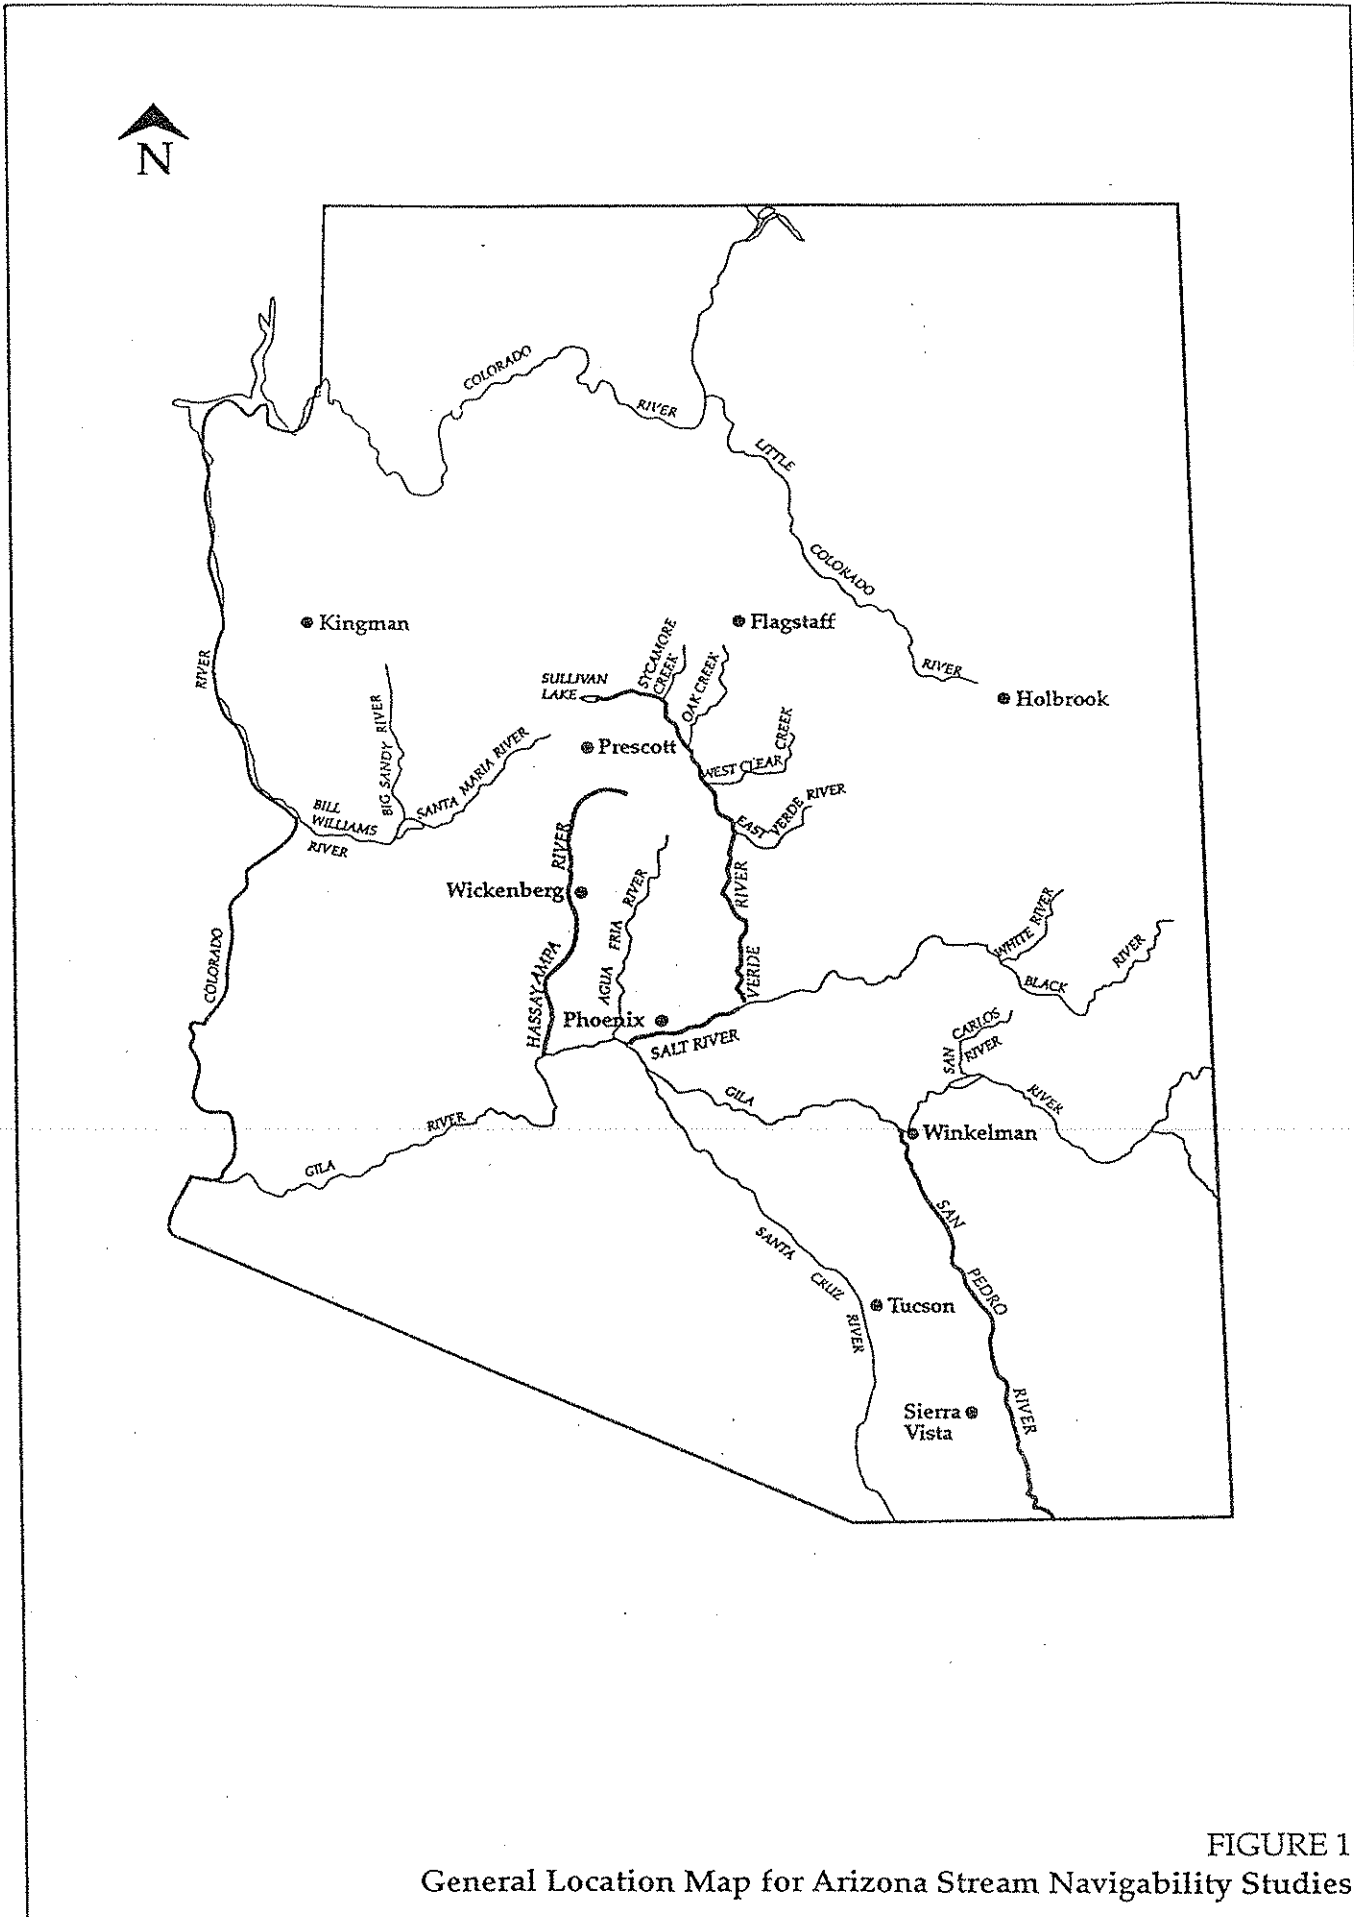 N
COLORADO
RIVER
LITTLE
COLORADO
RIVER
Kingman
Flagstaff
Holbrook
RIVER
SULLIVAN
LAKE
SYCAMORE
CREEK
OAK CREEK
Prescott
WEST CLEAR CREEK
BIG SANDY RIVER
SANTA MARIA RIVER
BILL
WILLIAMS
RIVER
EAST VERDE RIVER
RIVER
Wickenberg
HASSAYAMPA
AGUA FRIA RIVER
RIVER
VERDE
COLORADO
WHITE RIVER
BLACK RIVER
Phoenix
SALT RIVER
SAN CARLOS
RIVER
GILA
RIVER
Winkelman
RIVER
GILA
SAN
PEDRO
RIVER
SANTA
CRUZ
RIVER
Tucson
Sierra
Vista
FIGURE 1
General Location Map for Arizona Stream Navigability Studies